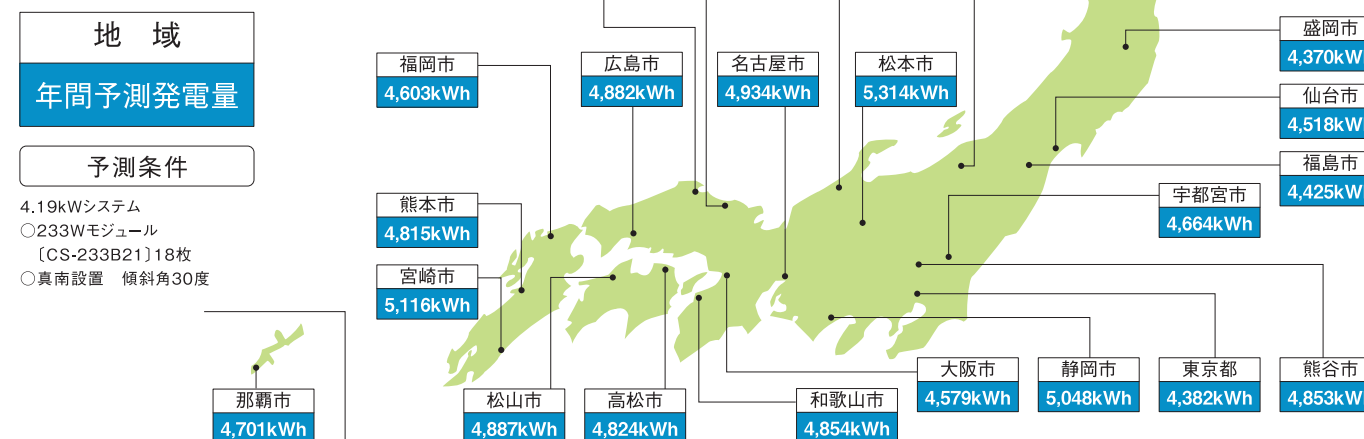 地 域
年間予測発電量
予測条件
4.19kWシステム
○233Wモジュール
〔CS-233B21〕18枚
○真南設置 傾斜角30度
福岡市
4,603kWh
広島市
4,882kWh
名古屋市
4,934kWh
松本市
5,314kWh
盛岡市
4,370kW
仙台市
4,518kW
福島市
4,425kW
宇都宮市
4,664kWh
熊本市
4,815kWh
宮崎市
5,116kWh
那覇市
4,701kWh
松山市
4,887kWh
高松市
4,824kWh
和歌山市
4,854kWh
大阪市
4,579kWh
静岡市
5,048kWh
東京都
4,382kWh
熊谷市
4,853kW